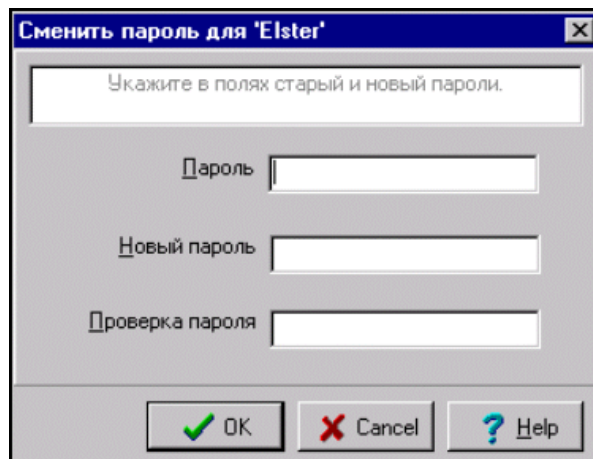 Сменить пароль для 'Elster'
Укажите в полях старый и новый пароли.
Пароль
Новый пароль
Проверка пароля
OK Cancel Help